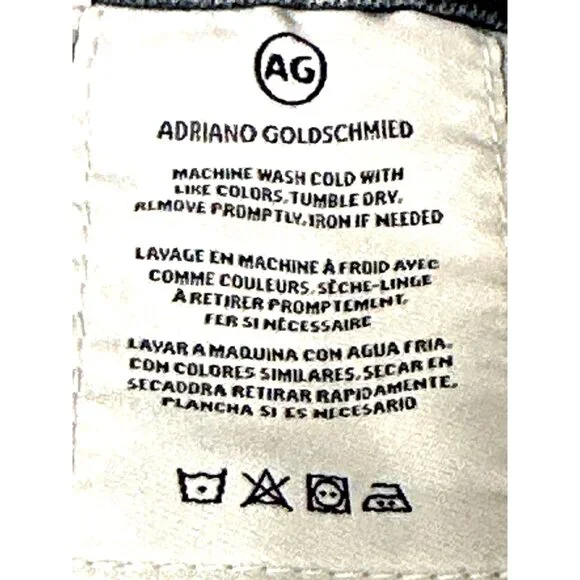 AG
ADRIANO GOLDSCHMIED
MACHINE WASH COLD WITH
LIKE COLORS. TUMBLE DRY.
REMOVE PROMPTLY. IRON IF NEEDED
LAVAGE EN MACHINE À FROID AVEC
COMME COULEURS. SÈCHE-LINGE
À RETIRER PROMPTEMENT.
FER SI NÉCESSAIRE
LAVAR A MAQUINA CON AGUA FRIA.
CON COLORES SIMILARES. SECAR EN
SECADORA RETIRAR RAPIDAMENTE.
PLANCHA SI ES NECESARIO